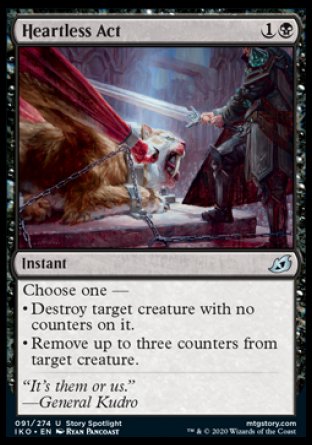 Heartless Act 1
Instant
Choose one —
• Destroy target creature with no
counters on it.
• Remove up to three counters from
target creature.
"It's them or us."
—General Kudro
091/274 U Story Spotlight mtgstory.com
IKO • EN Ryan Pancoast ™ & © 2020 Wizards of the Coast